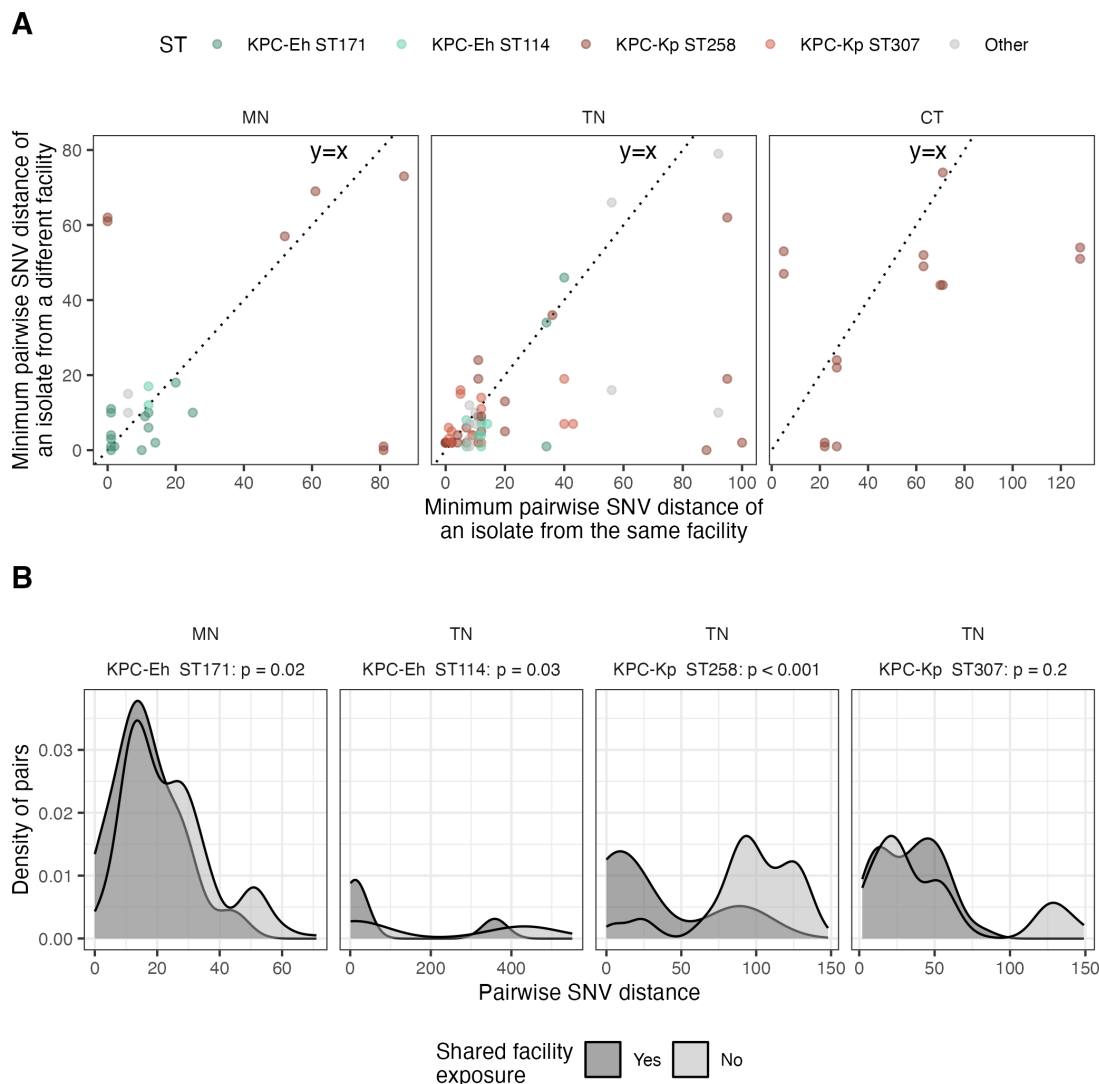 A
ST KPC-Eh ST171 KPC-Eh ST114 KPC-Kp ST258 KPC-Kp ST307 Other
MN TN CT
Minimum pairwise SNV distance of
an isolate from a different facility
y=x y=x y=x
80
60
40
20
0
0 20 40 60 80 0 20 40 60 80 100 0 20 40 60 80 100 120
Minimum pairwise SNV distance of
an isolate from the same facility
B
MN TN TN TN
KPC-Eh ST171: p = 0.02 KPC-Eh ST114: p = 0.03 KPC-Kp ST258: p < 0.001 KPC-Kp ST307: p = 0.2
Density of pairs
0.03
0.02
0.01
0.00
0 20 40 60 0 200 400 0 50 100 150 0 50 100 150
Pairwise SNV distance
Shared facility
exposure
Yes No